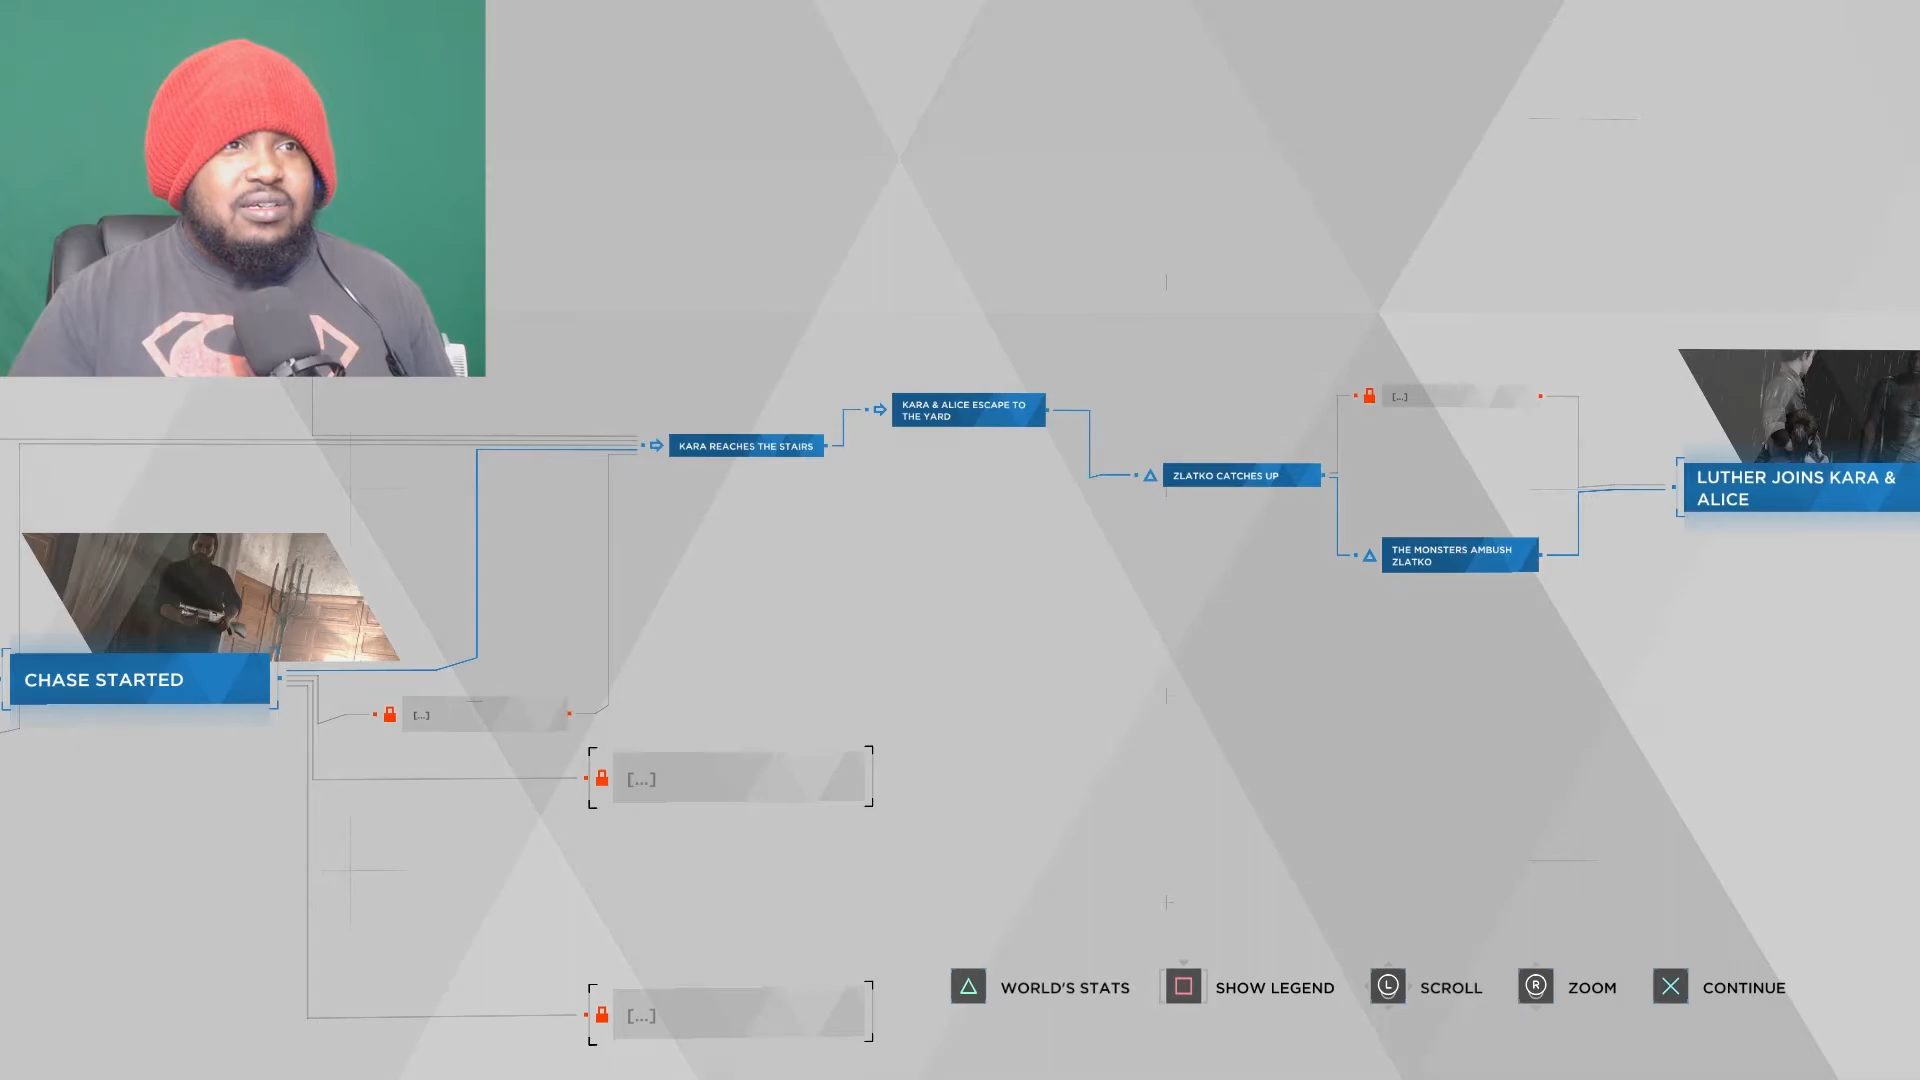 KARA & ALICE ESCAPE TO
THE YARD
KARA REACHES THE STAIRS
ZLATKO CATCHES UP
[...]
LUTHER JOINS KARA &
ALICE
THE MONSTERS AMBUSH
ZLATKO
CHASE STARTED
[...]
[...]
[...]
WORLD'S STATS
SHOW LEGEND
L
SCROLL
R
ZOOM
CONTINUE